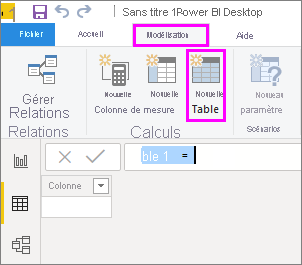 Sans titre 1Power BI Desktop
Fichier Accueil Modélisation Aide
Nouvelle Nouvelle Nouvelle Nouveau
Gérer Colonne de mesure Table paramètre
Relations
Relations Calculs Scénarios
ble 1 =
Colonne